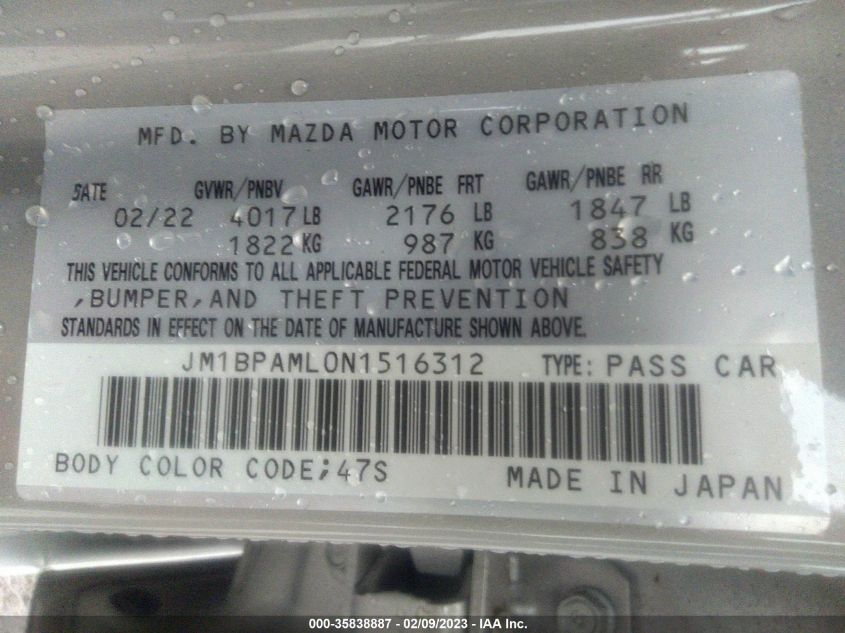 MFD. BY MAZDA MOTOR CORPORATION
DATE GVWR/PNBV GAWR/PNBE FRT GAWR/PNBE RR
02/22 4017 LB 2176 LB 1847 LB
1822 KG 987 KG 838 KG
THIS VEHICLE CONFORMS TO ALL APPLICABLE FEDERAL MOTOR VEHICLE SAFETY
,BUMPER,AND THEFT PREVENTION
STANDARDS IN EFFECT ON THE DATE OF MANUFACTURE SHOWN ABOVE.
JM1BPAML0N1516312 TYPE: PASS CAR
BODY COLOR CODE;47S MADE IN JAPAN
000-35838887 - 02/09/2023 - IAA Inc.